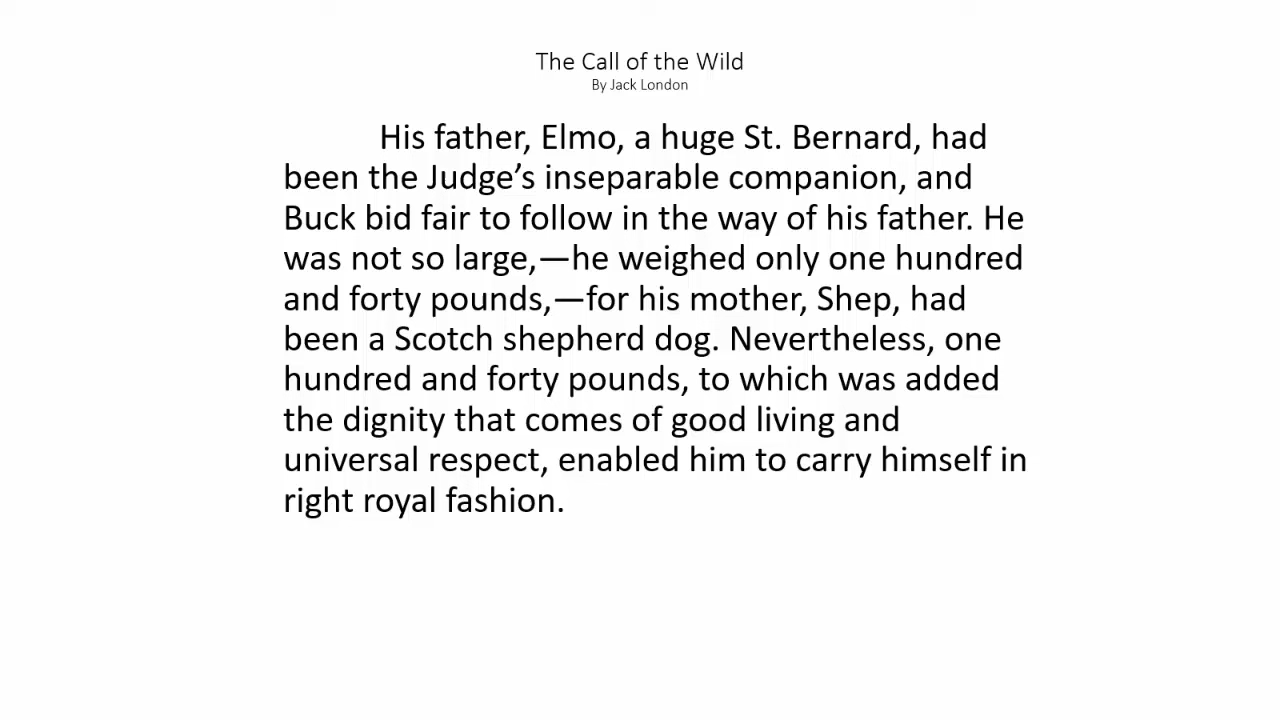 The Call of the Wild
By Jack London
His father, Elmo, a huge St. Bernard, had
been the Judge’s inseparable companion, and
Buck bid fair to follow in the way of his father. He
was not so large,—he weighed only one hundred
and forty pounds,—for his mother, Shep, had
been a Scotch shepherd dog. Nevertheless, one
hundred and forty pounds, to which was added
the dignity that comes of good living and
universal respect, enabled him to carry himself in
right royal fashion.